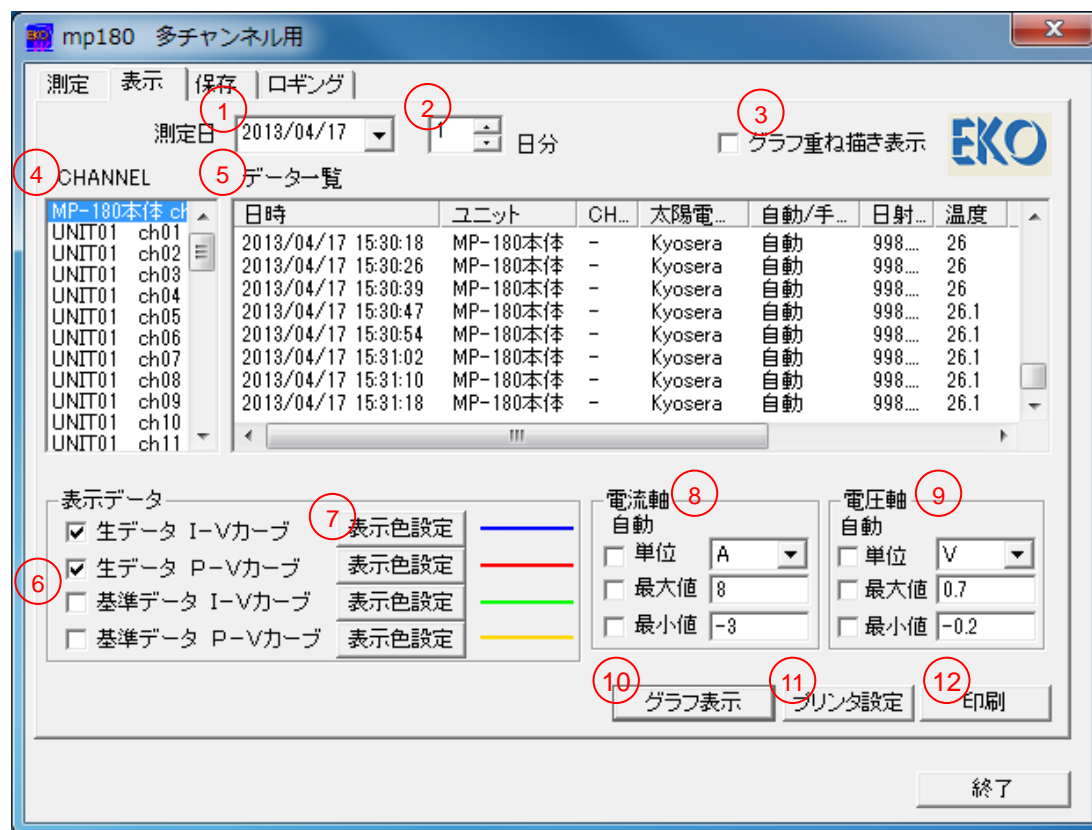 mp180 多チャンネル用
測定 表示 保存 ロギング
① ② ③
測定日 2013/04/17 1 日分 グラフ重ね描き表示 EKO
④ CHANNEL ⑤ データ一覧
MP-180本体 ch
UNIT01 ch01
UNIT01 ch02
UNIT01 ch03
UNIT01 ch04
UNIT01 ch05
UNIT01 ch06
UNIT01 ch07
UNIT01 ch08
UNIT01 ch09
UNIT01 ch10
UNIT01 ch11
日時 ユニット CH... 太陽電... 自動/手... 日射... 温度
2013/04/17 15:30:18 MP-180本体 - Kyosera 自動 998.... 26
2013/04/17 15:30:26 MP-180本体 - Kyosera 自動 998.... 26
2013/04/17 15:30:39 MP-180本体 - Kyosera 自動 998.... 26
2013/04/17 15:30:47 MP-180本体 - Kyosera 自動 998.... 26.1
2013/04/17 15:30:54 MP-180本体 - Kyosera 自動 998.... 26.1
2013/04/17 15:31:02 MP-180本体 - Kyosera 自動 998.... 26.1
2013/04/17 15:31:10 MP-180本体 - Kyosera 自動 998.... 26.1
2013/04/17 15:31:18 MP-180本体 - Kyosera 自動 998.... 26.1
表示データ
⑥ ⑦
生データ I-Vカーブ 表示色設定
生データ P-Vカーブ 表示色設定
基準データ I-Vカーブ 表示色設定
基準データ P-Vカーブ 表示色設定
電流軸 ⑧
自動
単位 A
最大値 8
最小値 -3
電圧軸 ⑨
自動
単位 V
最大値 0.7
最小値 -0.2
⑩ グラフ表示 ⑪ プリンタ設定 ⑫ 印刷
終了